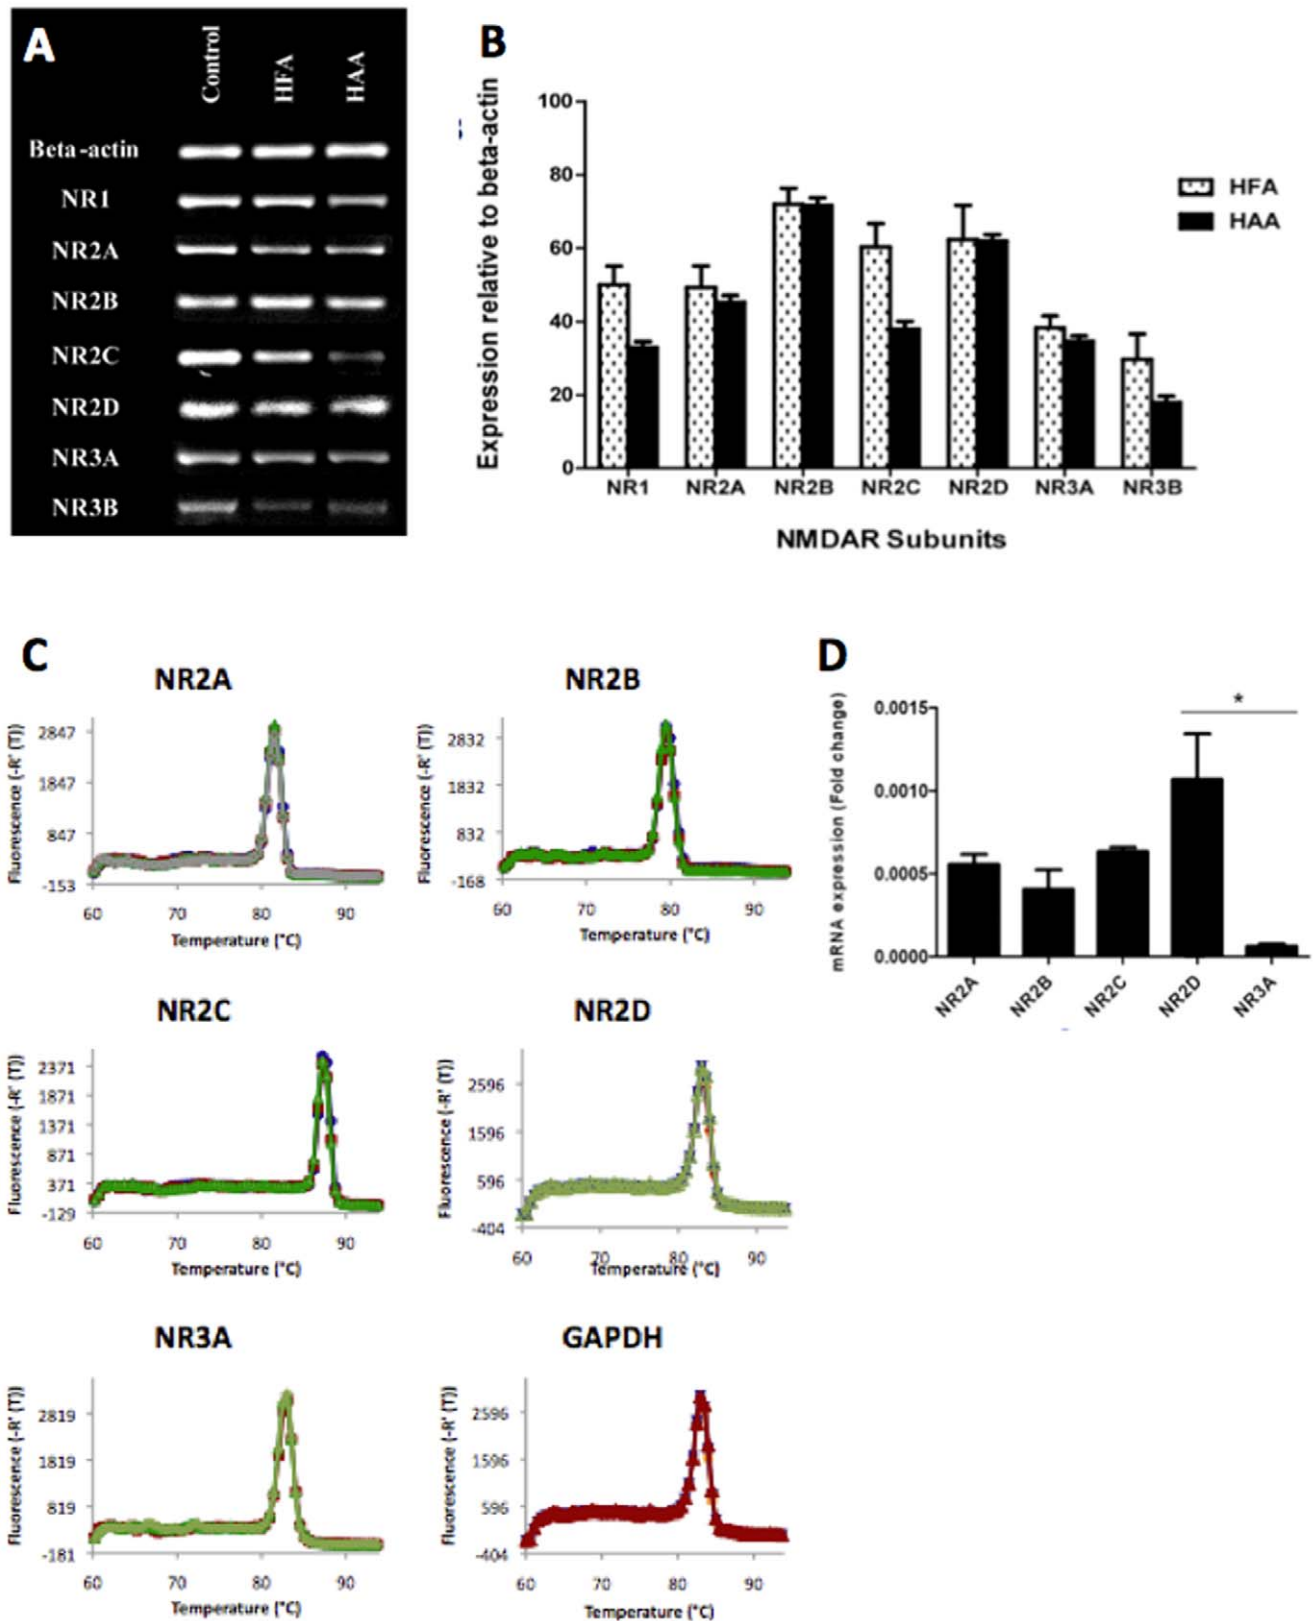 A
Control
HFA
HAA
Beta-actin
NR1
NR2A
NR2B
NR2C
NR2D
NR3A
NR3B
B
Expression relative to beta-actin
100
80
60
40
20
0
NR1 NR2A NR2B NR2C NR2D NR3A NR3B
NMDAR Subunits
HFA
HAA
C
NR2A
Fluorescence (-R' (T))
2847
1847
847
-153
60 70 80 90
Temperature (°C)
NR2B
Fluorescence (-R' (T))
2832
1832
832
-168
60 70 80 90
Temperature (°C)
D
mRNA expression (Fold change)
0.0015
0.0010
0.0005
0.0000
*
NR2A NR2B NR2C NR2D NR3A
NR2C
Fluorescence (-R' (T))
2371
1871
1371
871
371
-129
60 70 80 90
Temperature (°C)
NR2D
Fluorescence (-R' (T))
2596
1596
596
-404
60 70 80 90
Temperature (°C)
NR3A
Fluorescence (-R' (T))
2819
1819
819
-181
60 70 80 90
Temperature (°C)
GAPDH
Fluorescence (-R' (T))
2596
1596
596
-404
60 70 80 90
Temperature (°C)